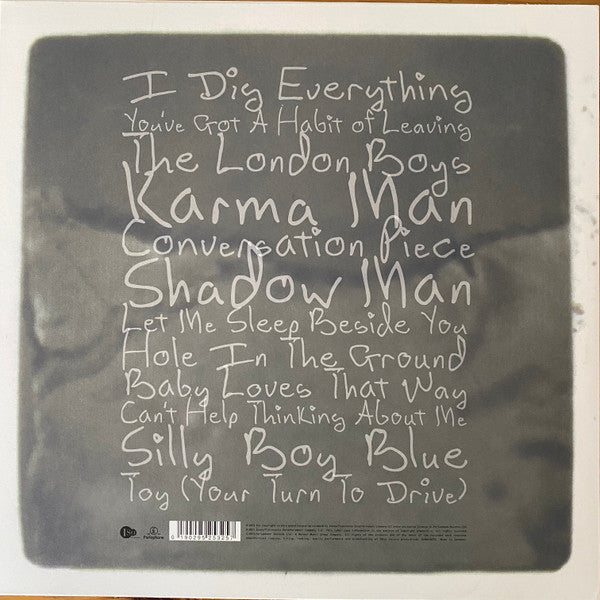 I Dig Everything
You've Got A Habit of Leaving
The London Boys
Karma Man
Conversation Piece
Shadow Man
Let Me Sleep Beside You
Hole In The Ground
Baby Loves That Way
Can't Help Thinking About Me
Silly Boy Blue
Toy (Your Turn To Drive)
iso
Parlophone